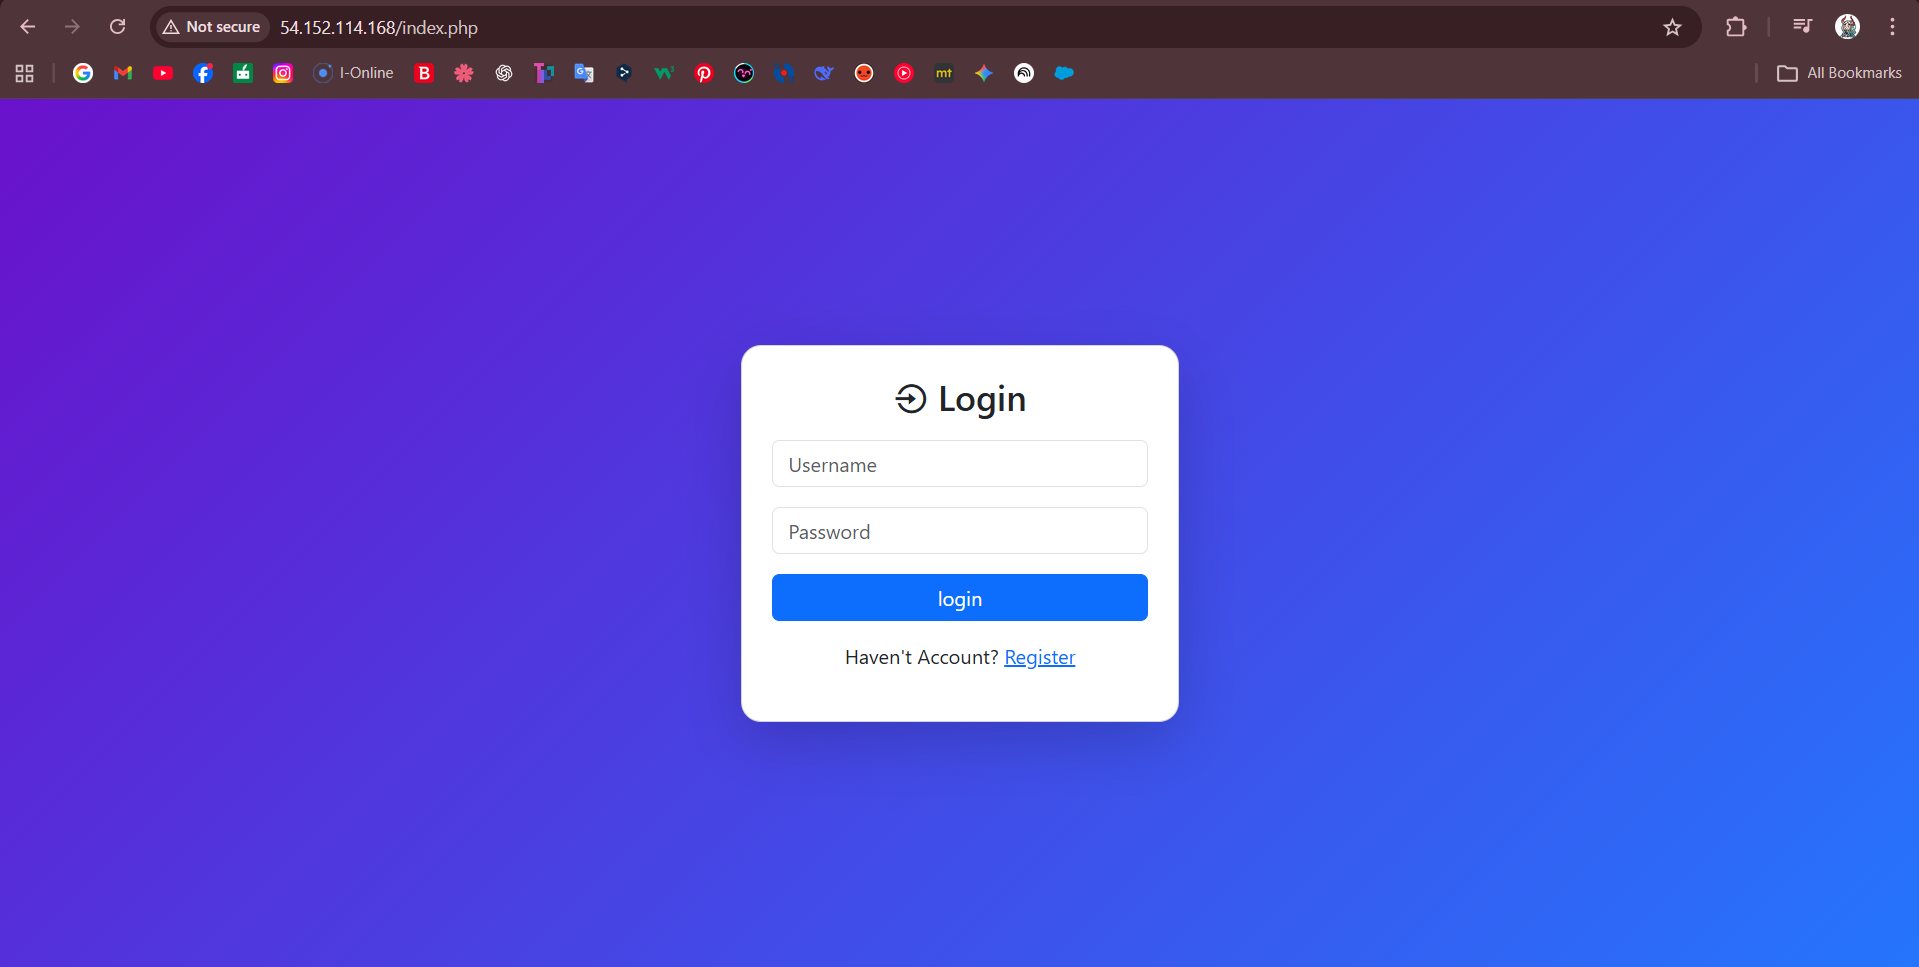 Not secure 54.152.114.168/index.php
I-Online
All Bookmarks
Login
Username
Password
login
Haven't Account? Register